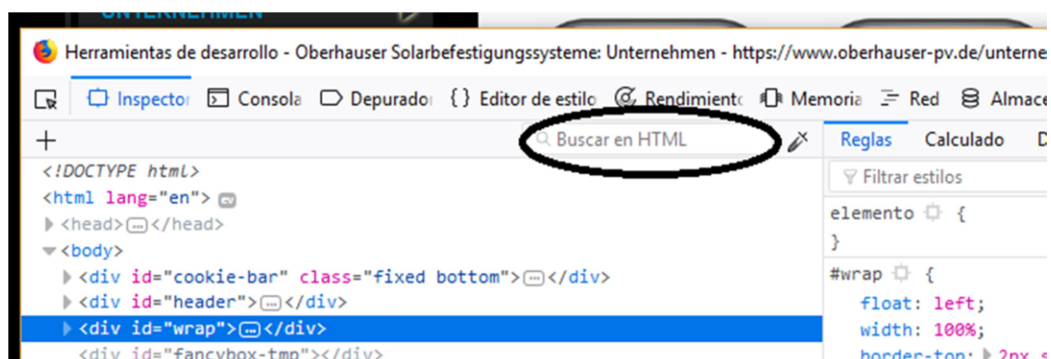 UNTERNEHMEN
Herramientas de desarrollo - Oberhauser Solarbefestigungssysteme: Unternehmen - https://www.oberhauser-pv.de/unterne
Inspector Consola Depurador {} Editor de estilo Rendimiento Memoria Red Almace
+ Buscar en HTML Reglas Calculado D
<!DOCTYPE html>
Filtrar estilos
<html lang="en"> ev
<head>…</head>
elemento {
<body>
}
<div id="cookie-bar" class="fixed bottom">…</div>
#wrap {
<div id="header">…</div>
float: left;
<div id="wrap">…</div>
width: 100%;
<div id="fancybox-tmp"></div>
border-top: 2px s